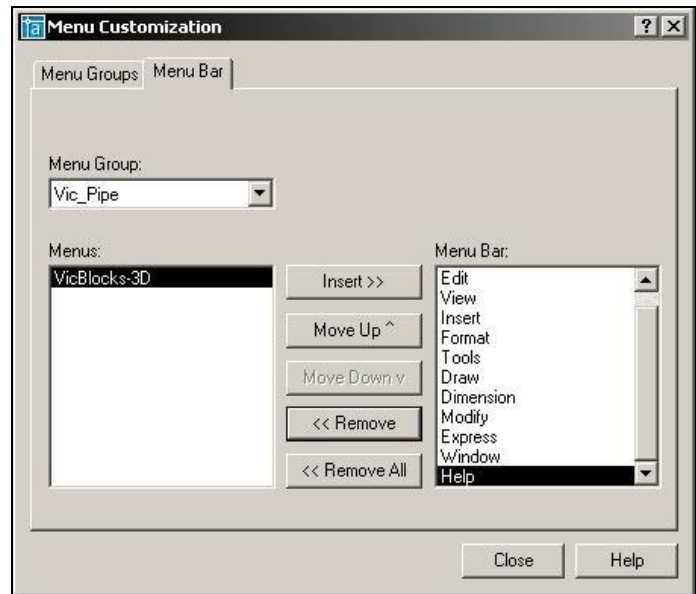 Menu Customization
Menu Groups
Menu Bar
Menu Group:
Vic_Pipe
Menus:
VicBlocks-3D
Insert >>
Move Up ^
Move Down v
<< Remove
<< Remove All
Menu Bar:
Edit
View
Insert
Format
Tools
Draw
Dimension
Modify
Express
Window
Help
Close
Help